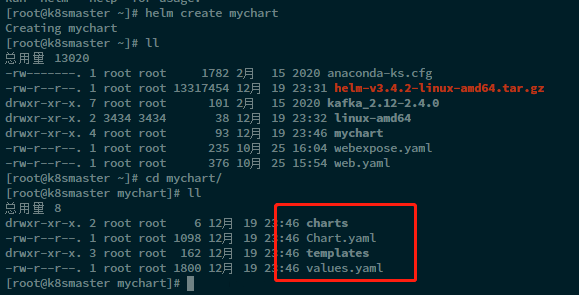 [root@k8smaster ~]# helm create mychart
Creating mychart
[root@k8smaster ~]# ll
总用量 13020
-rw-------. 1 root root 1782 2月 15 2020 anaconda-ks.cfg
-rw-r--r--. 1 root root 13317454 12月 19 23:31 helm-v3.4.2-linux-amd64.tar.gz
drwxr-xr-x. 7 root root 101 2月 15 2020 kafka_2.12-2.4.0
drwxr-xr-x. 2 3434 3434 38 12月 19 23:32 linux-amd64
drwxr-xr-x. 4 root root 93 12月 19 23:46 mychart
-rw-r--r--. 1 root root 235 10月 25 16:04 webexpose.yaml
-rw-r--r--. 1 root root 376 10月 25 15:54 web.yaml
[root@k8smaster ~]# cd mychart/
[root@k8smaster mychart]# ll
总用量 8
drwxr-xr-x. 2 root root 6 12月 19 23:46 charts
-rw-r--r--. 1 root root 1098 12月 19 23:46 Chart.yaml
drwxr-xr-x. 3 root root 162 12月 19 23:46 templates
-rw-r--r--. 1 root root 1800 12月 19 23:46 values.yaml
[root@k8smaster mychart]#